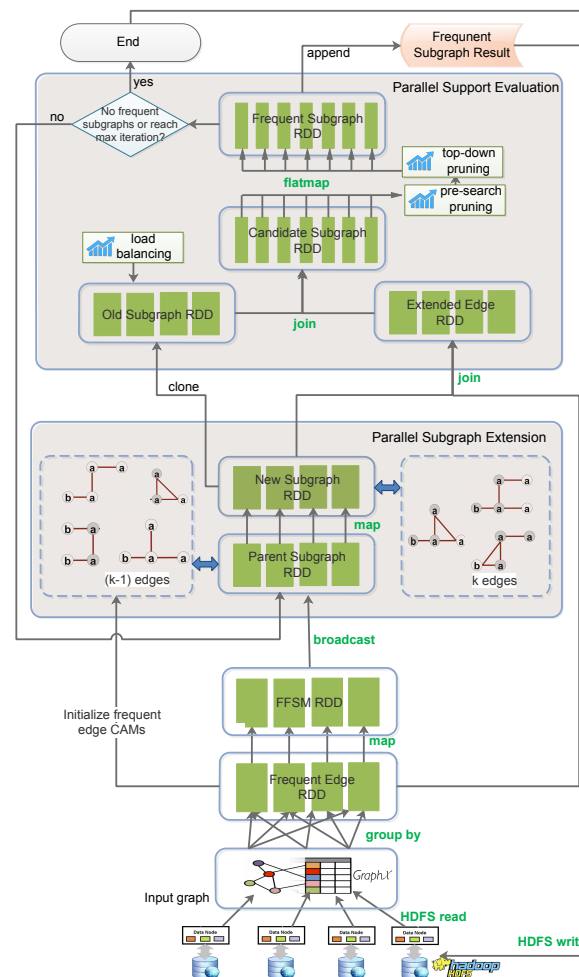 End
Frequnent
Subgraph Result
append
yes
no
Parallel Support Evaluation
No frequent
subgraphs or reach
max iteration?
Frequent Subgraph
RDD
top-down
pruning
flatmap
pre-search
pruning
Candidate Subgraph
RDD
load
balancing
Old Subgraph RDD
Extended Edge
RDD
join
clone
join
Parallel Subgraph Extension
a a
b a
a
a a
b a
b a
a
b a a
(k-1) edges
New Subgraph
RDD
map
Parent Subgraph
RDD
a a
b a a
a
b a a
a a
b a
k edges
broadcast
FFSM RDD
Initialize frequent
edge CAMs
map
Frequent Edge
RDD
group by
GraphX
Input graph
HDFS read
Data Node
Data Node
Data Node
Data Node
HDFS writ
hadoop
HDFS